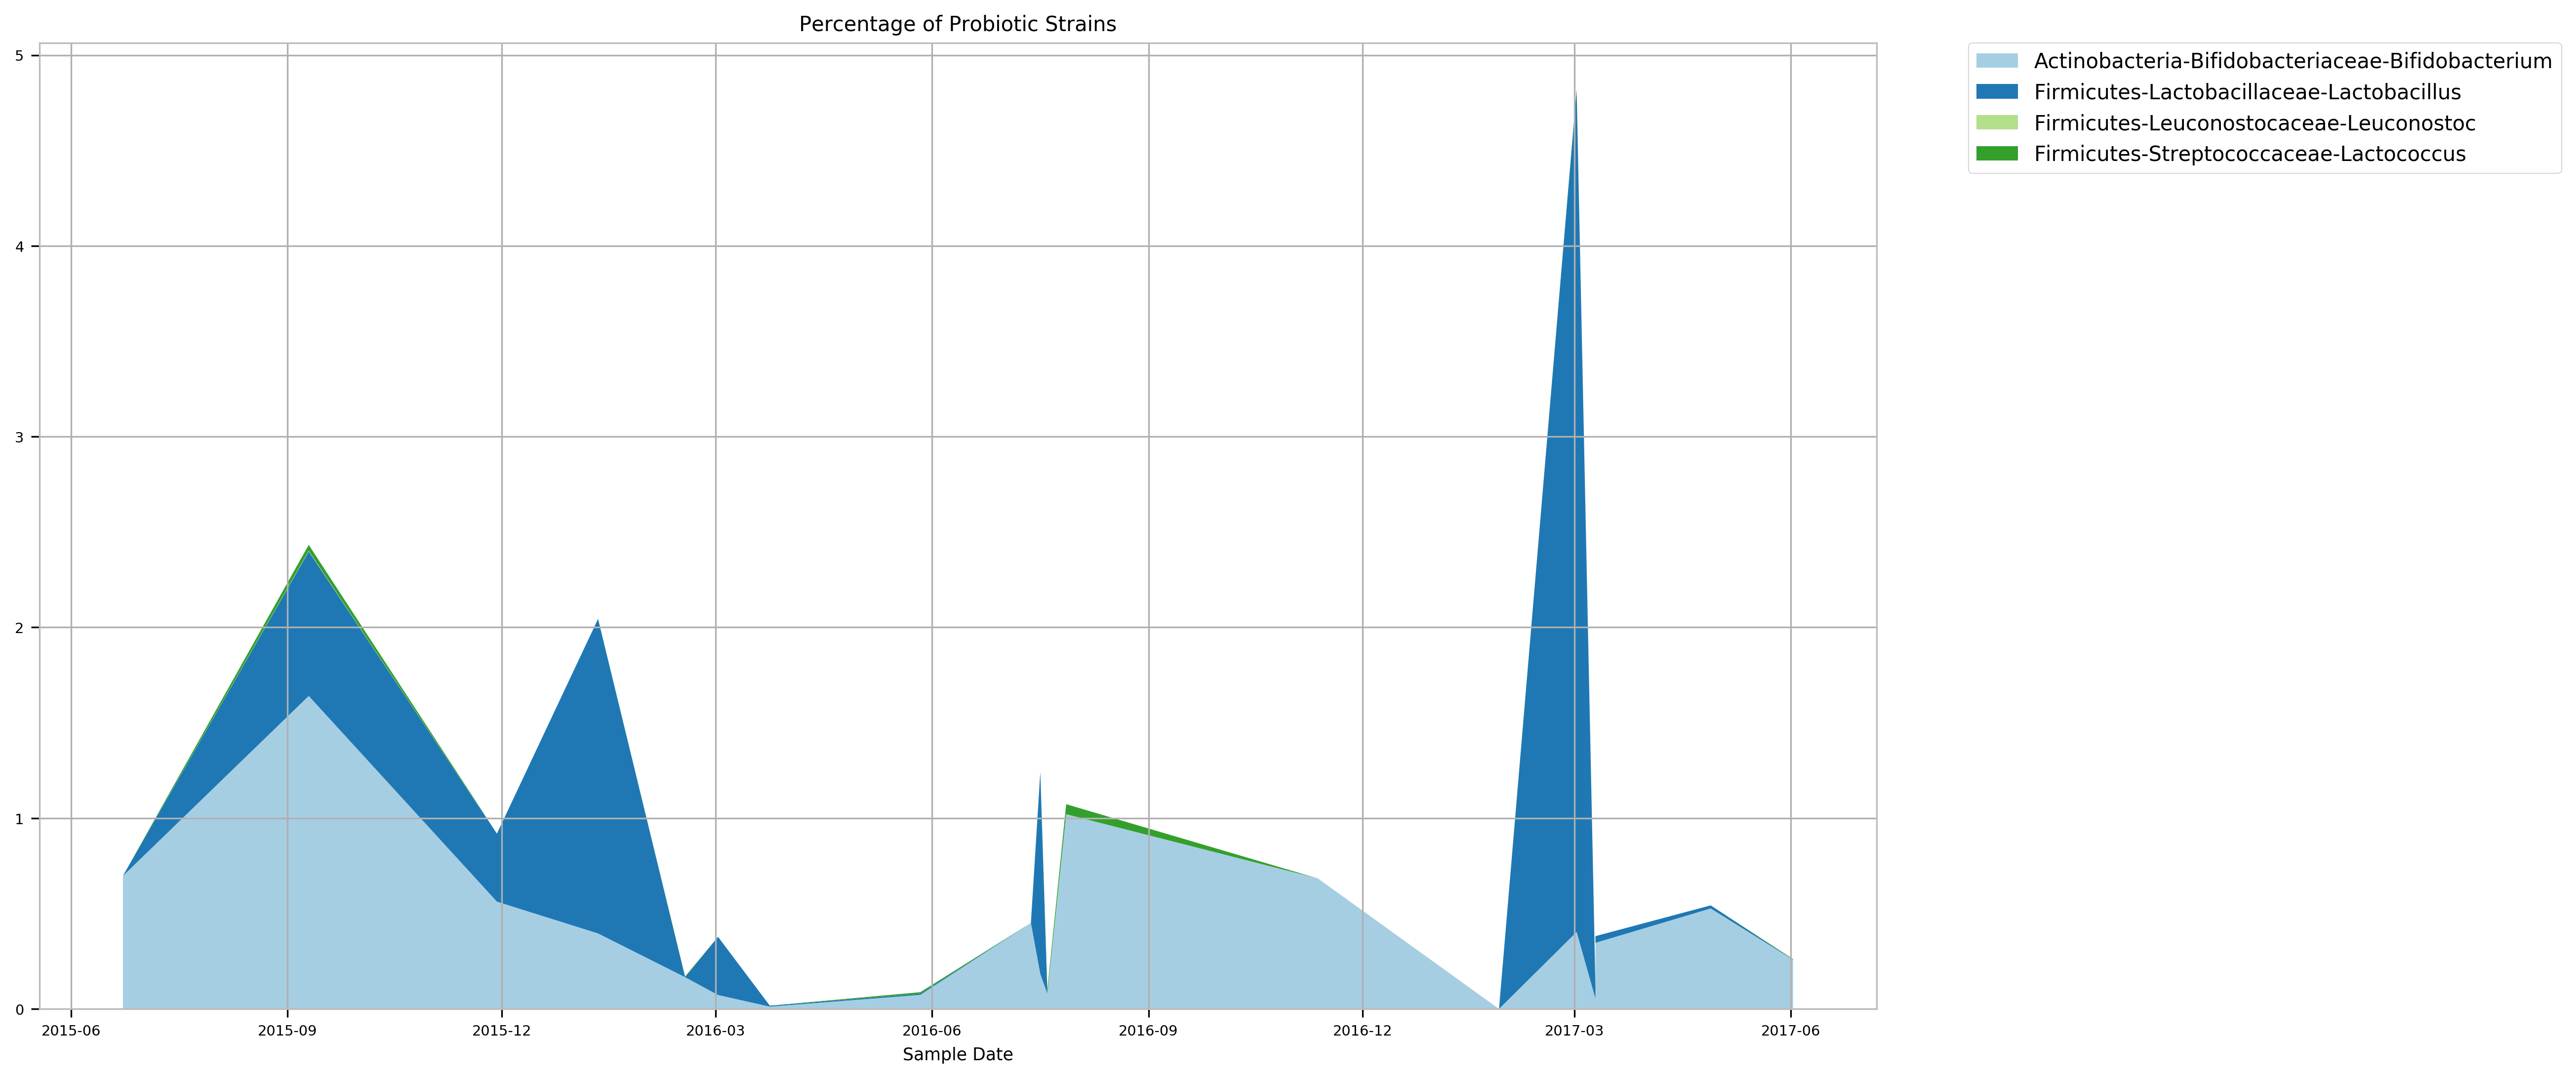 Percentage of Probiotic Strains
5
4
3
2
1
0
2015-06
2015-09
2015-12
2016-03
2016-06
2016-09
2016-12
2017-03
2017-06
Sample Date
Actinobacteria-Bifidobacteriaceae-Bifidobacterium
Firmicutes-Lactobacillaceae-Lactobacillus
Firmicutes-Leuconostocaceae-Leuconostoc
Firmicutes-Streptococcaceae-Lactococcus